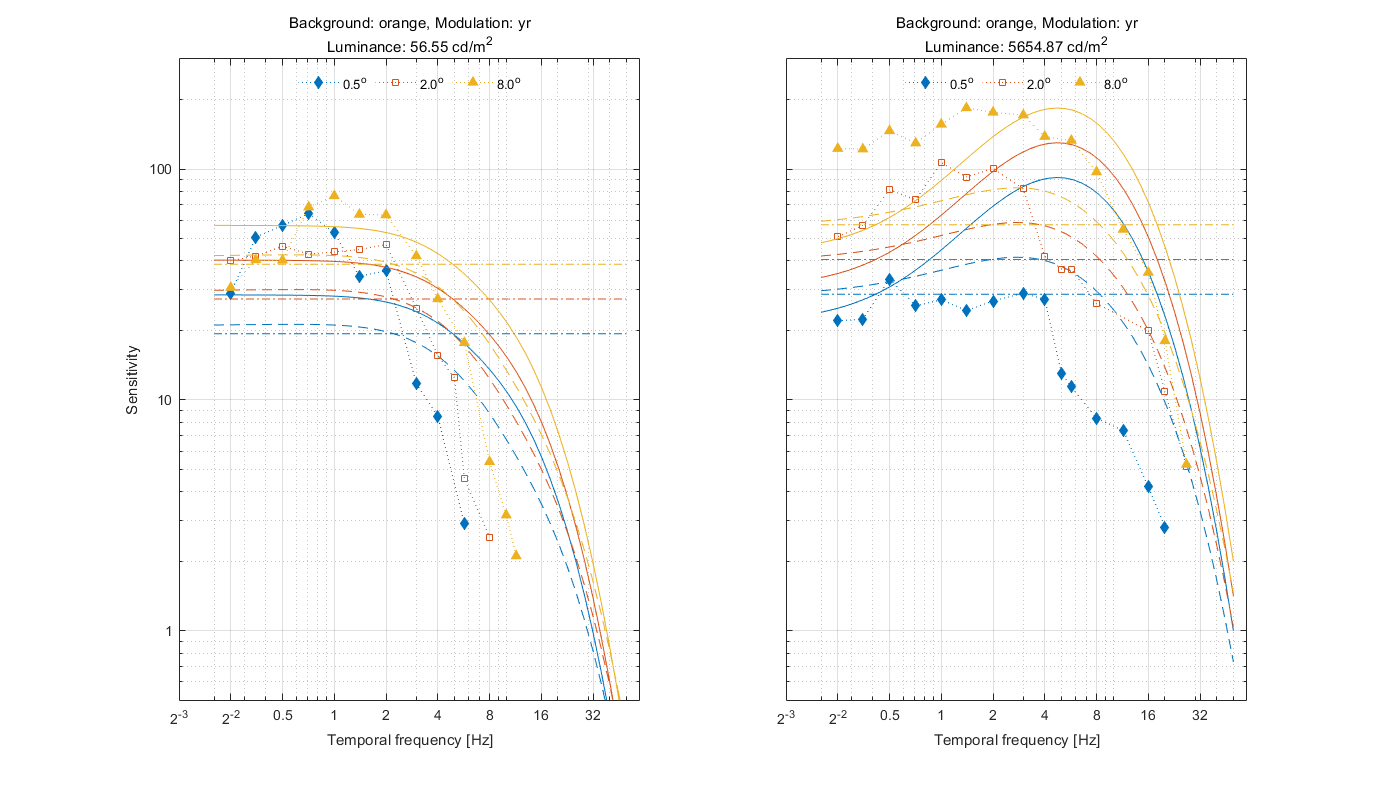 Background: orange, Modulation: yr
Luminance: 56.55 cd/m²
0.5º 2.0º 8.0º
100
10
1
Sensitivity
2⁻³ 2⁻² 0.5 1 2 4 8 16 32
Temporal frequency [Hz]
Background: orange, Modulation: yr
Luminance: 5654.87 cd/m²
0.5º 2.0º 8.0º
2⁻³ 2⁻² 0.5 1 2 4 8 16 32
Temporal frequency [Hz]